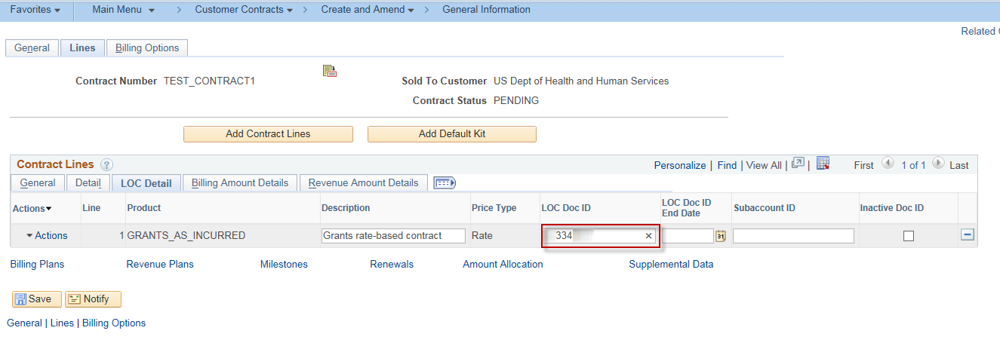 Favorites Main Menu > Customer Contracts > Create and Amend > General Information
Related
General Lines Billing Options
Contract Number TEST_CONTRACT1 Sold To Customer US Dept of Health and Human Services
Contract Status PENDING
Add Contract Lines Add Default Kit
Contract Lines ? Personalize | Find | View All | | First 1 of 1 Last
General Detail LOC Detail Billing Amount Details Revenue Amount Details
Actions Line Product Description Price Type LOC Doc ID LOC Doc ID End Date Subaccount ID Inactive Doc ID
Actions 1 GRANTS_AS_INCURRED Grants rate-based contract Rate 334 × 31
Billing Plans Revenue Plans Milestones Renewals Amount Allocation Supplemental Data
Save Notify
General | Lines | Billing Options